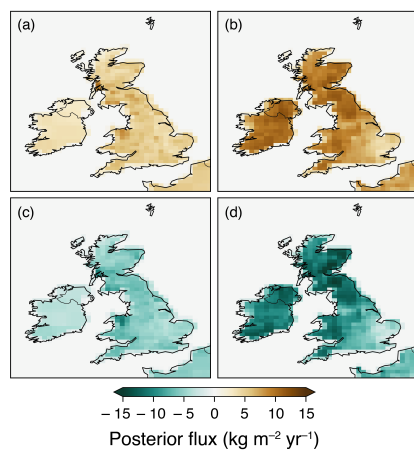 (a) (b)
(c) (d)
− 15 − 10 − 5 0 5 10 15
Posterior flux (kg m⁻² yr⁻¹)